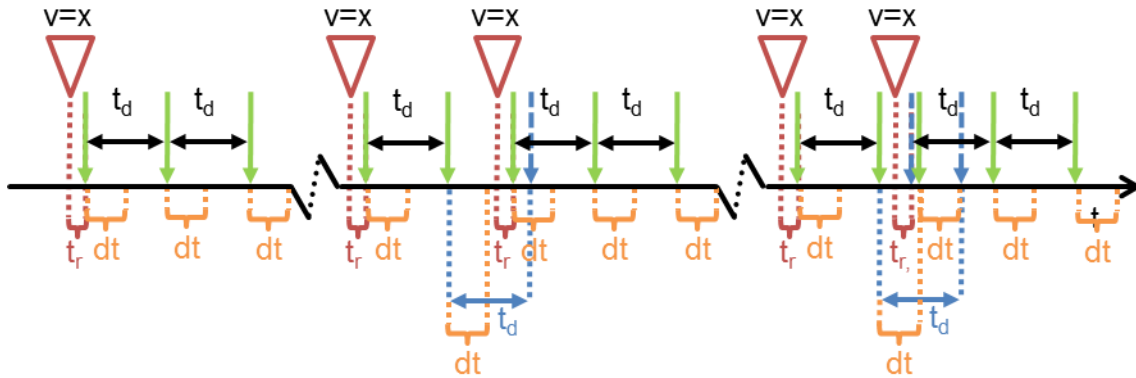 v=x v=x v=x v=x v=x
t_d t_d t_d t_d t_d t_d t_d t_d
t
t_r dt dt dt t_r dt t_r dt dt dt t_r dt t_r, dt dt dt
t_d t_d
dt dt